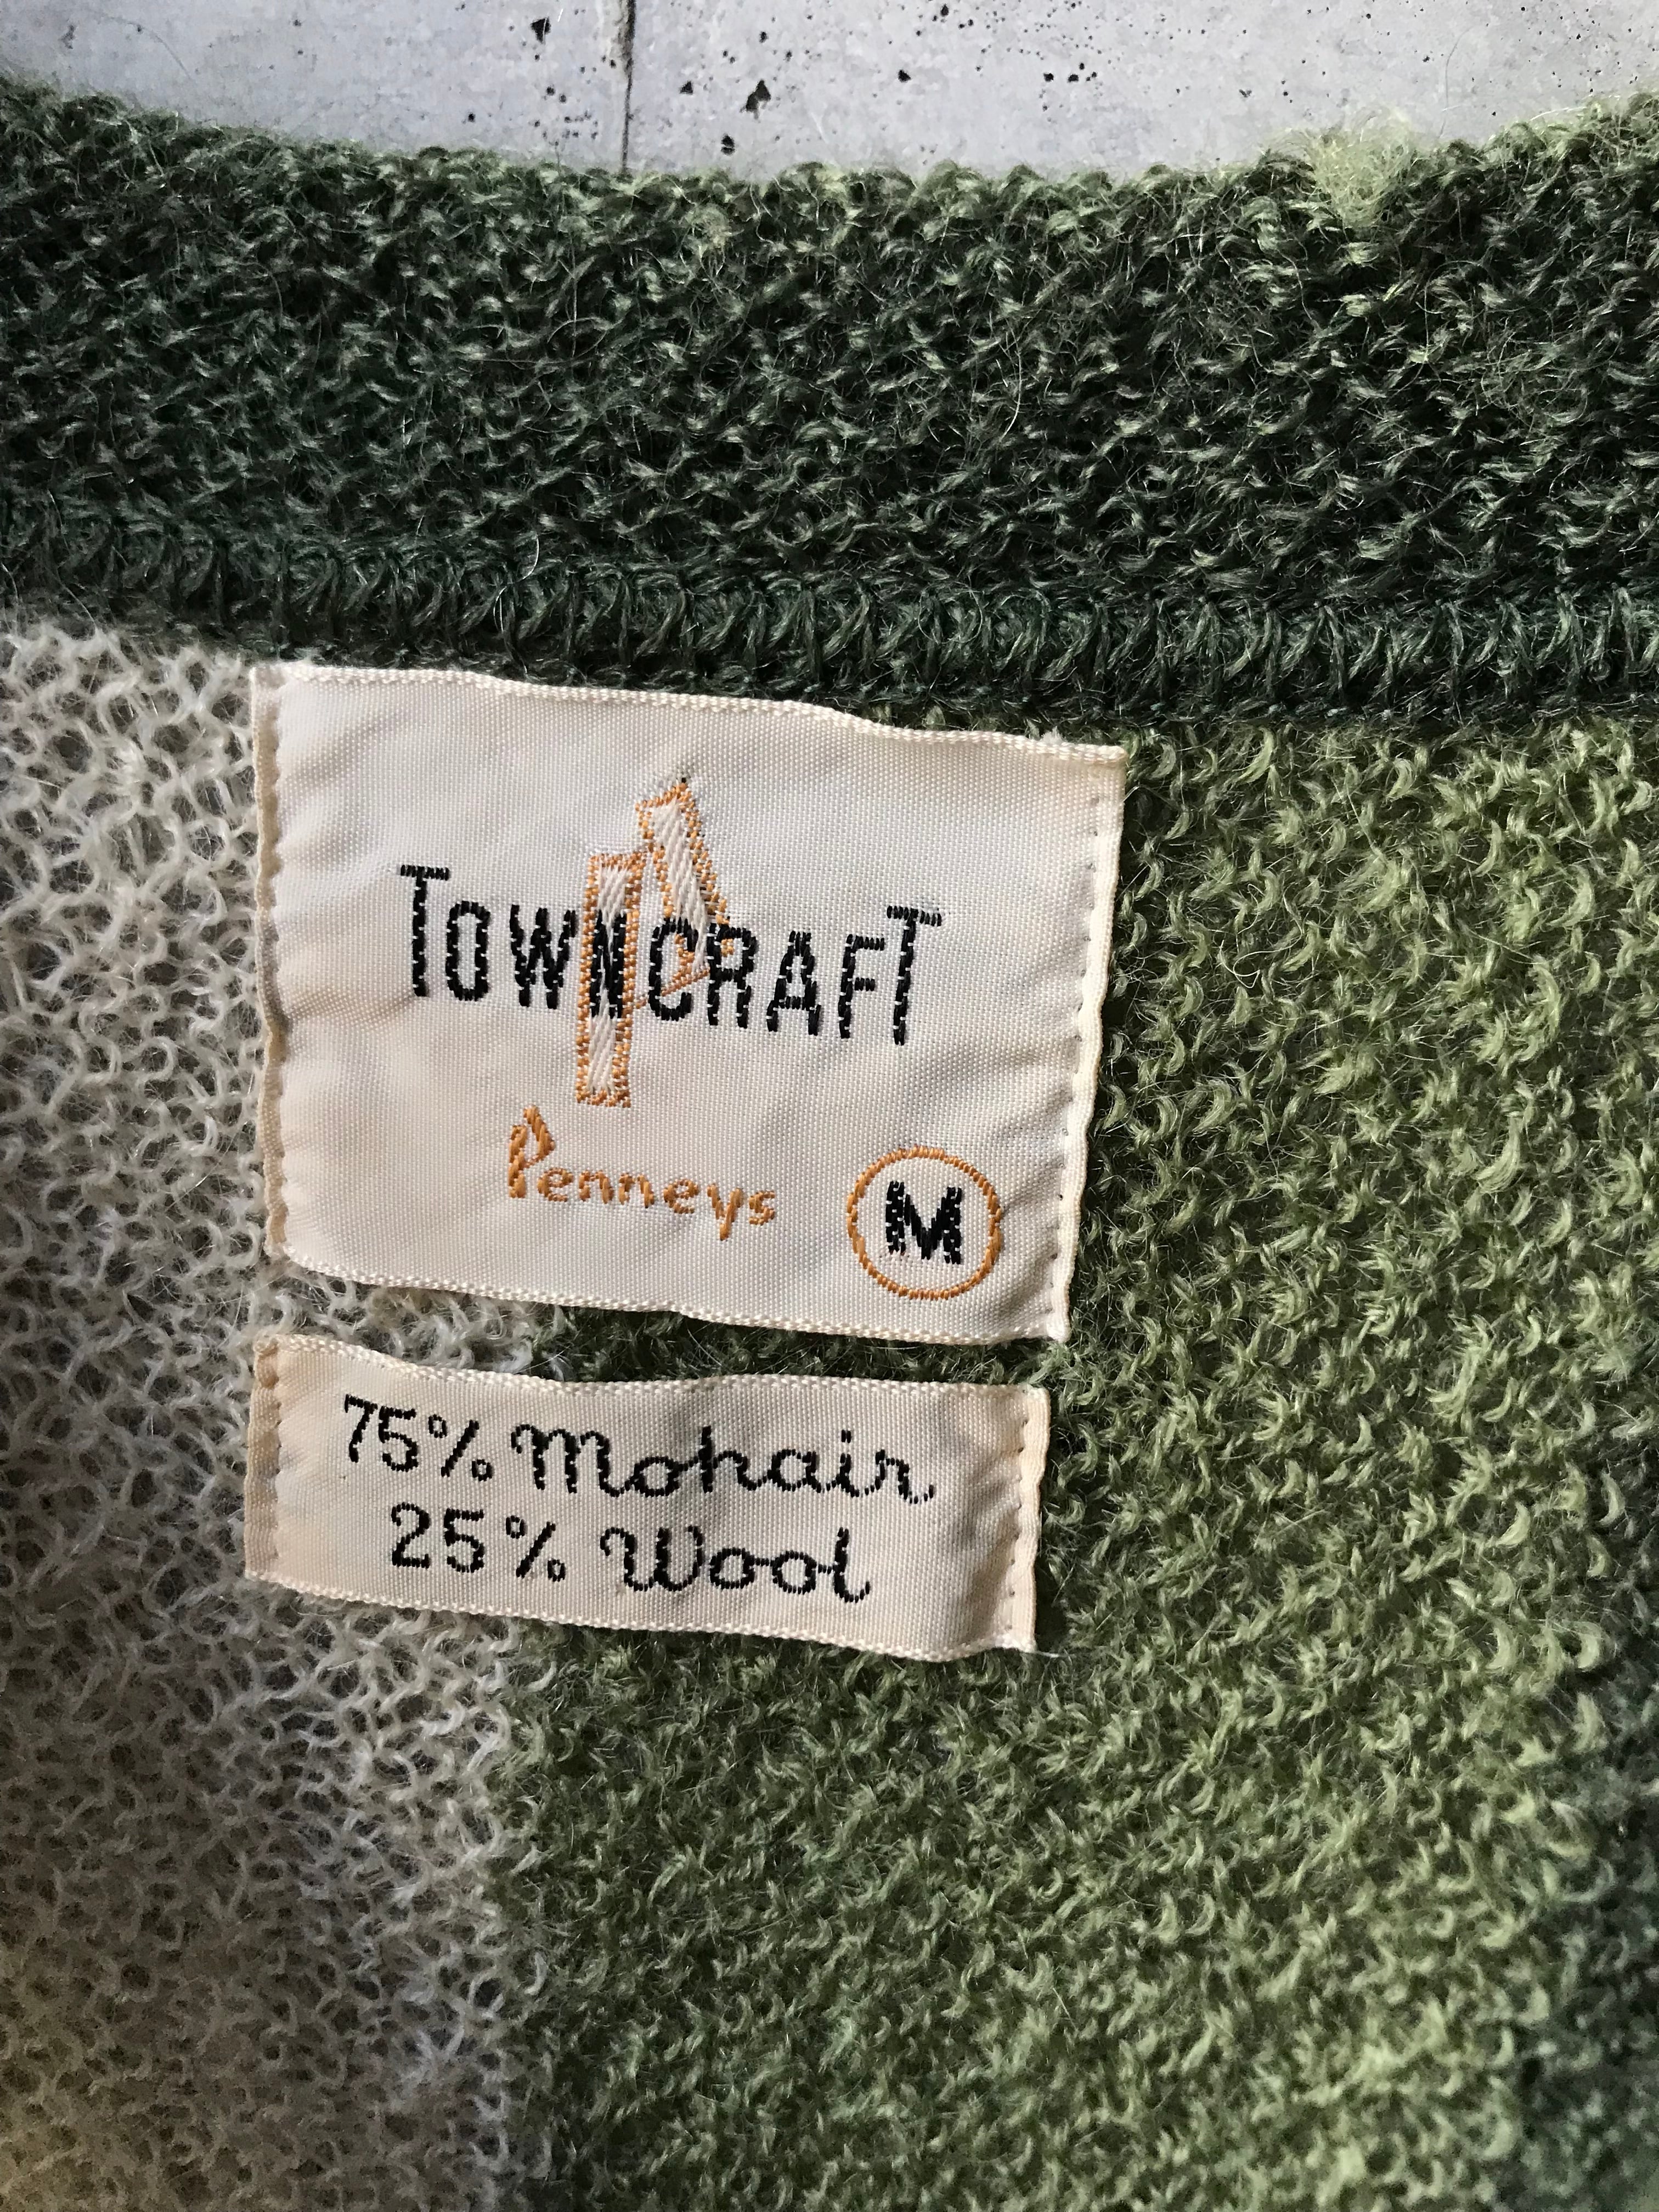 TOWNCRAFT
Penneys
M
75% Mohair
25% Wool